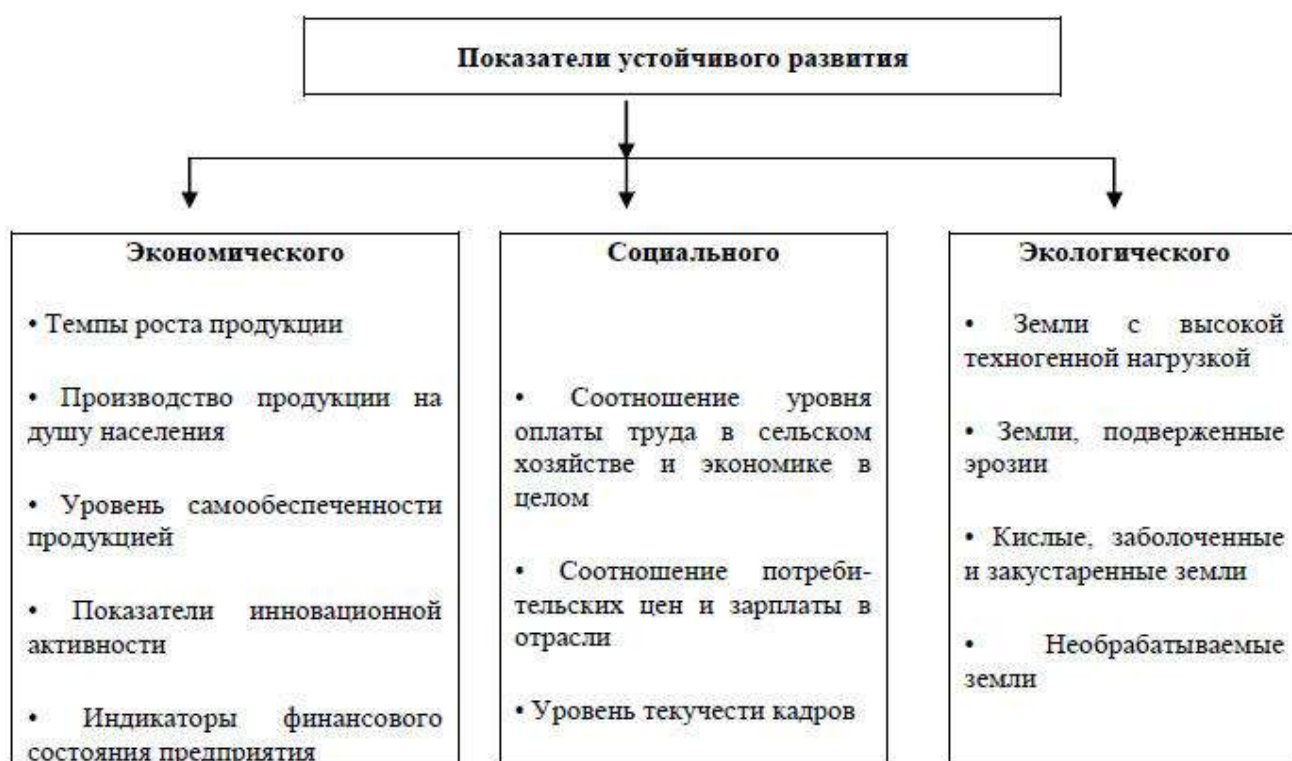 Показатели устойчивого развития
Экономического
• Темпы роста продукции
• Производство продукции на
душу населения
• Уровень самообеспеченности
продукцией
• Показатели инновационной
активности
• Индикаторы финансового
состояния предприятия
Социального
• Соотношение уровня
оплаты труда в сельском
хозяйстве и экономике в
целом
• Соотношение потреби-
тельских цен и зарплаты в
отрасли
• Уровень текучести кадров
Экологического
• Земли с высокой
техногенной нагрузкой
• Земли, подверженные
эрозии
• Кислые, заболоченные
и закустаренные земли
• Необрабатываемые
земли